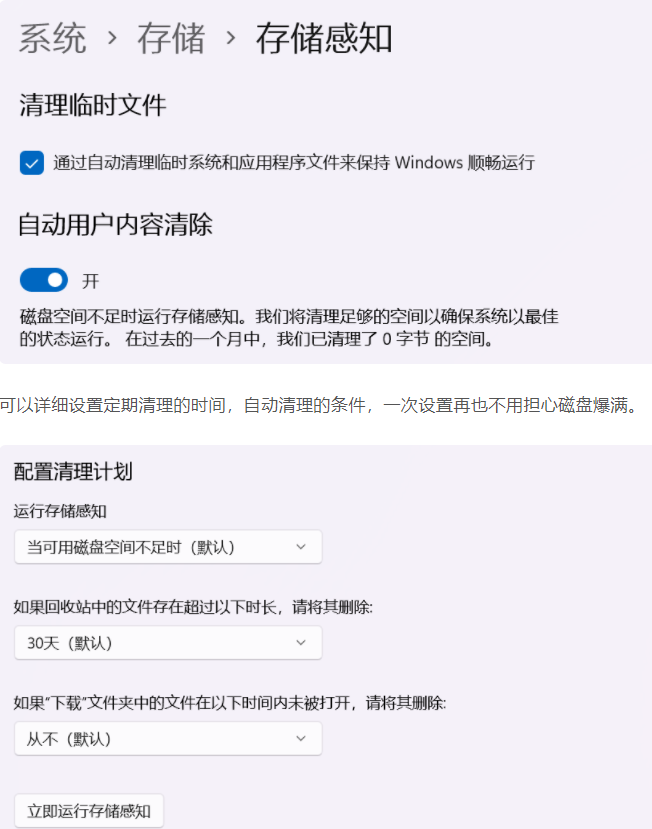 系统 › 存储 › 存储感知
清理临时文件
通过自动清理临时系统和应用程序文件来保持 Windows 顺畅运行
自动用户内容清除
开
磁盘空间不足时运行存储感知。我们将清理足够的空间以确保系统以最佳
的状态运行。 在过去的一个月中，我们已清理了 0 字节 的空间。
可以详细设置定期清理的时间，自动清理的条件，一次设置再也不用担心磁盘爆满。
配置清理计划
运行存储感知
当可用磁盘空间不足时（默认）
如果回收站中的文件存在超过以下时长，请将其删除:
30天（默认）
如果“下载”文件夹中的文件在以下时间内未被打开，请将其删除:
从不（默认）
立即运行存储感知